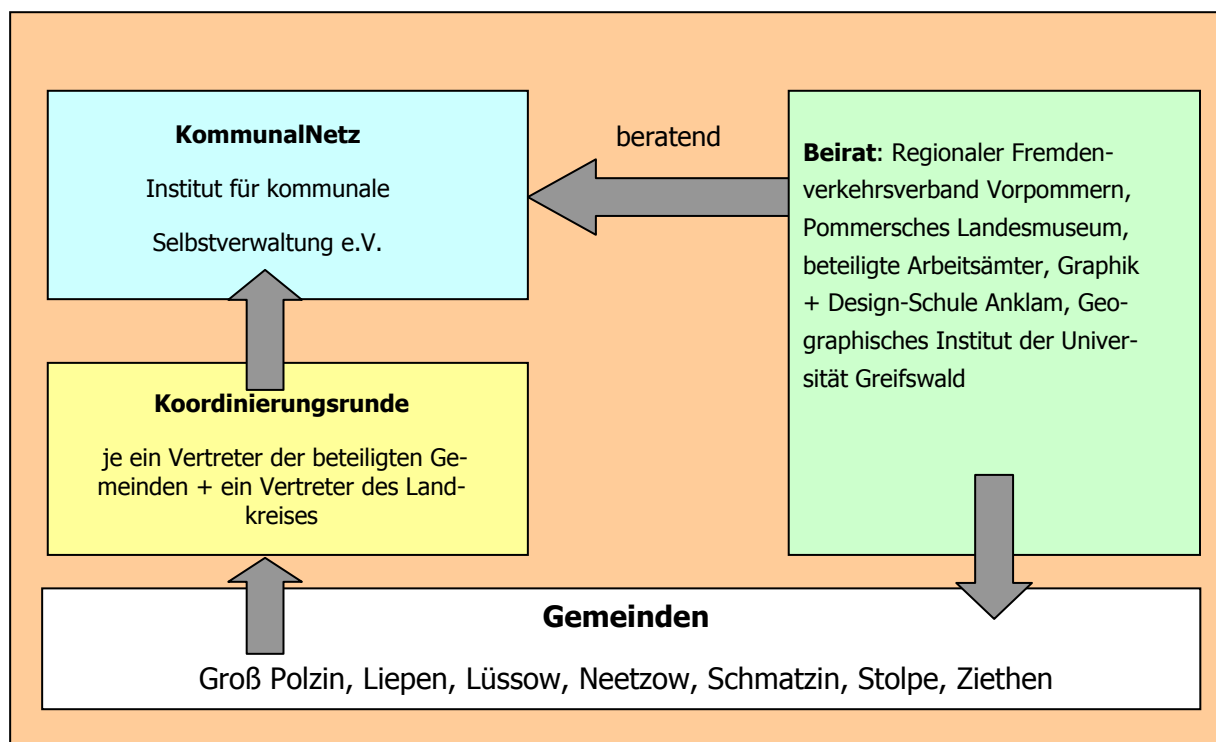 KommunalNetz
Institut für kommunale
Selbstverwaltung e.V.
beratend
Beirat: Regionaler Fremden-
verkehrsverband Vorpommern,
Pommersches Landesmuseum,
beteiligte Arbeitsämter, Graphik
+ Design-Schule Anklam, Geo-
graphisches Institut der Univer-
sität Greifswald
Koordinierungsrunde
je ein Vertreter der beteiligten Ge-
meinden + ein Vertreter des Land-
kreises
Gemeinden
Groß Polzin, Liepen, Lüssow, Neetzow, Schmatzin, Stolpe, Ziethen